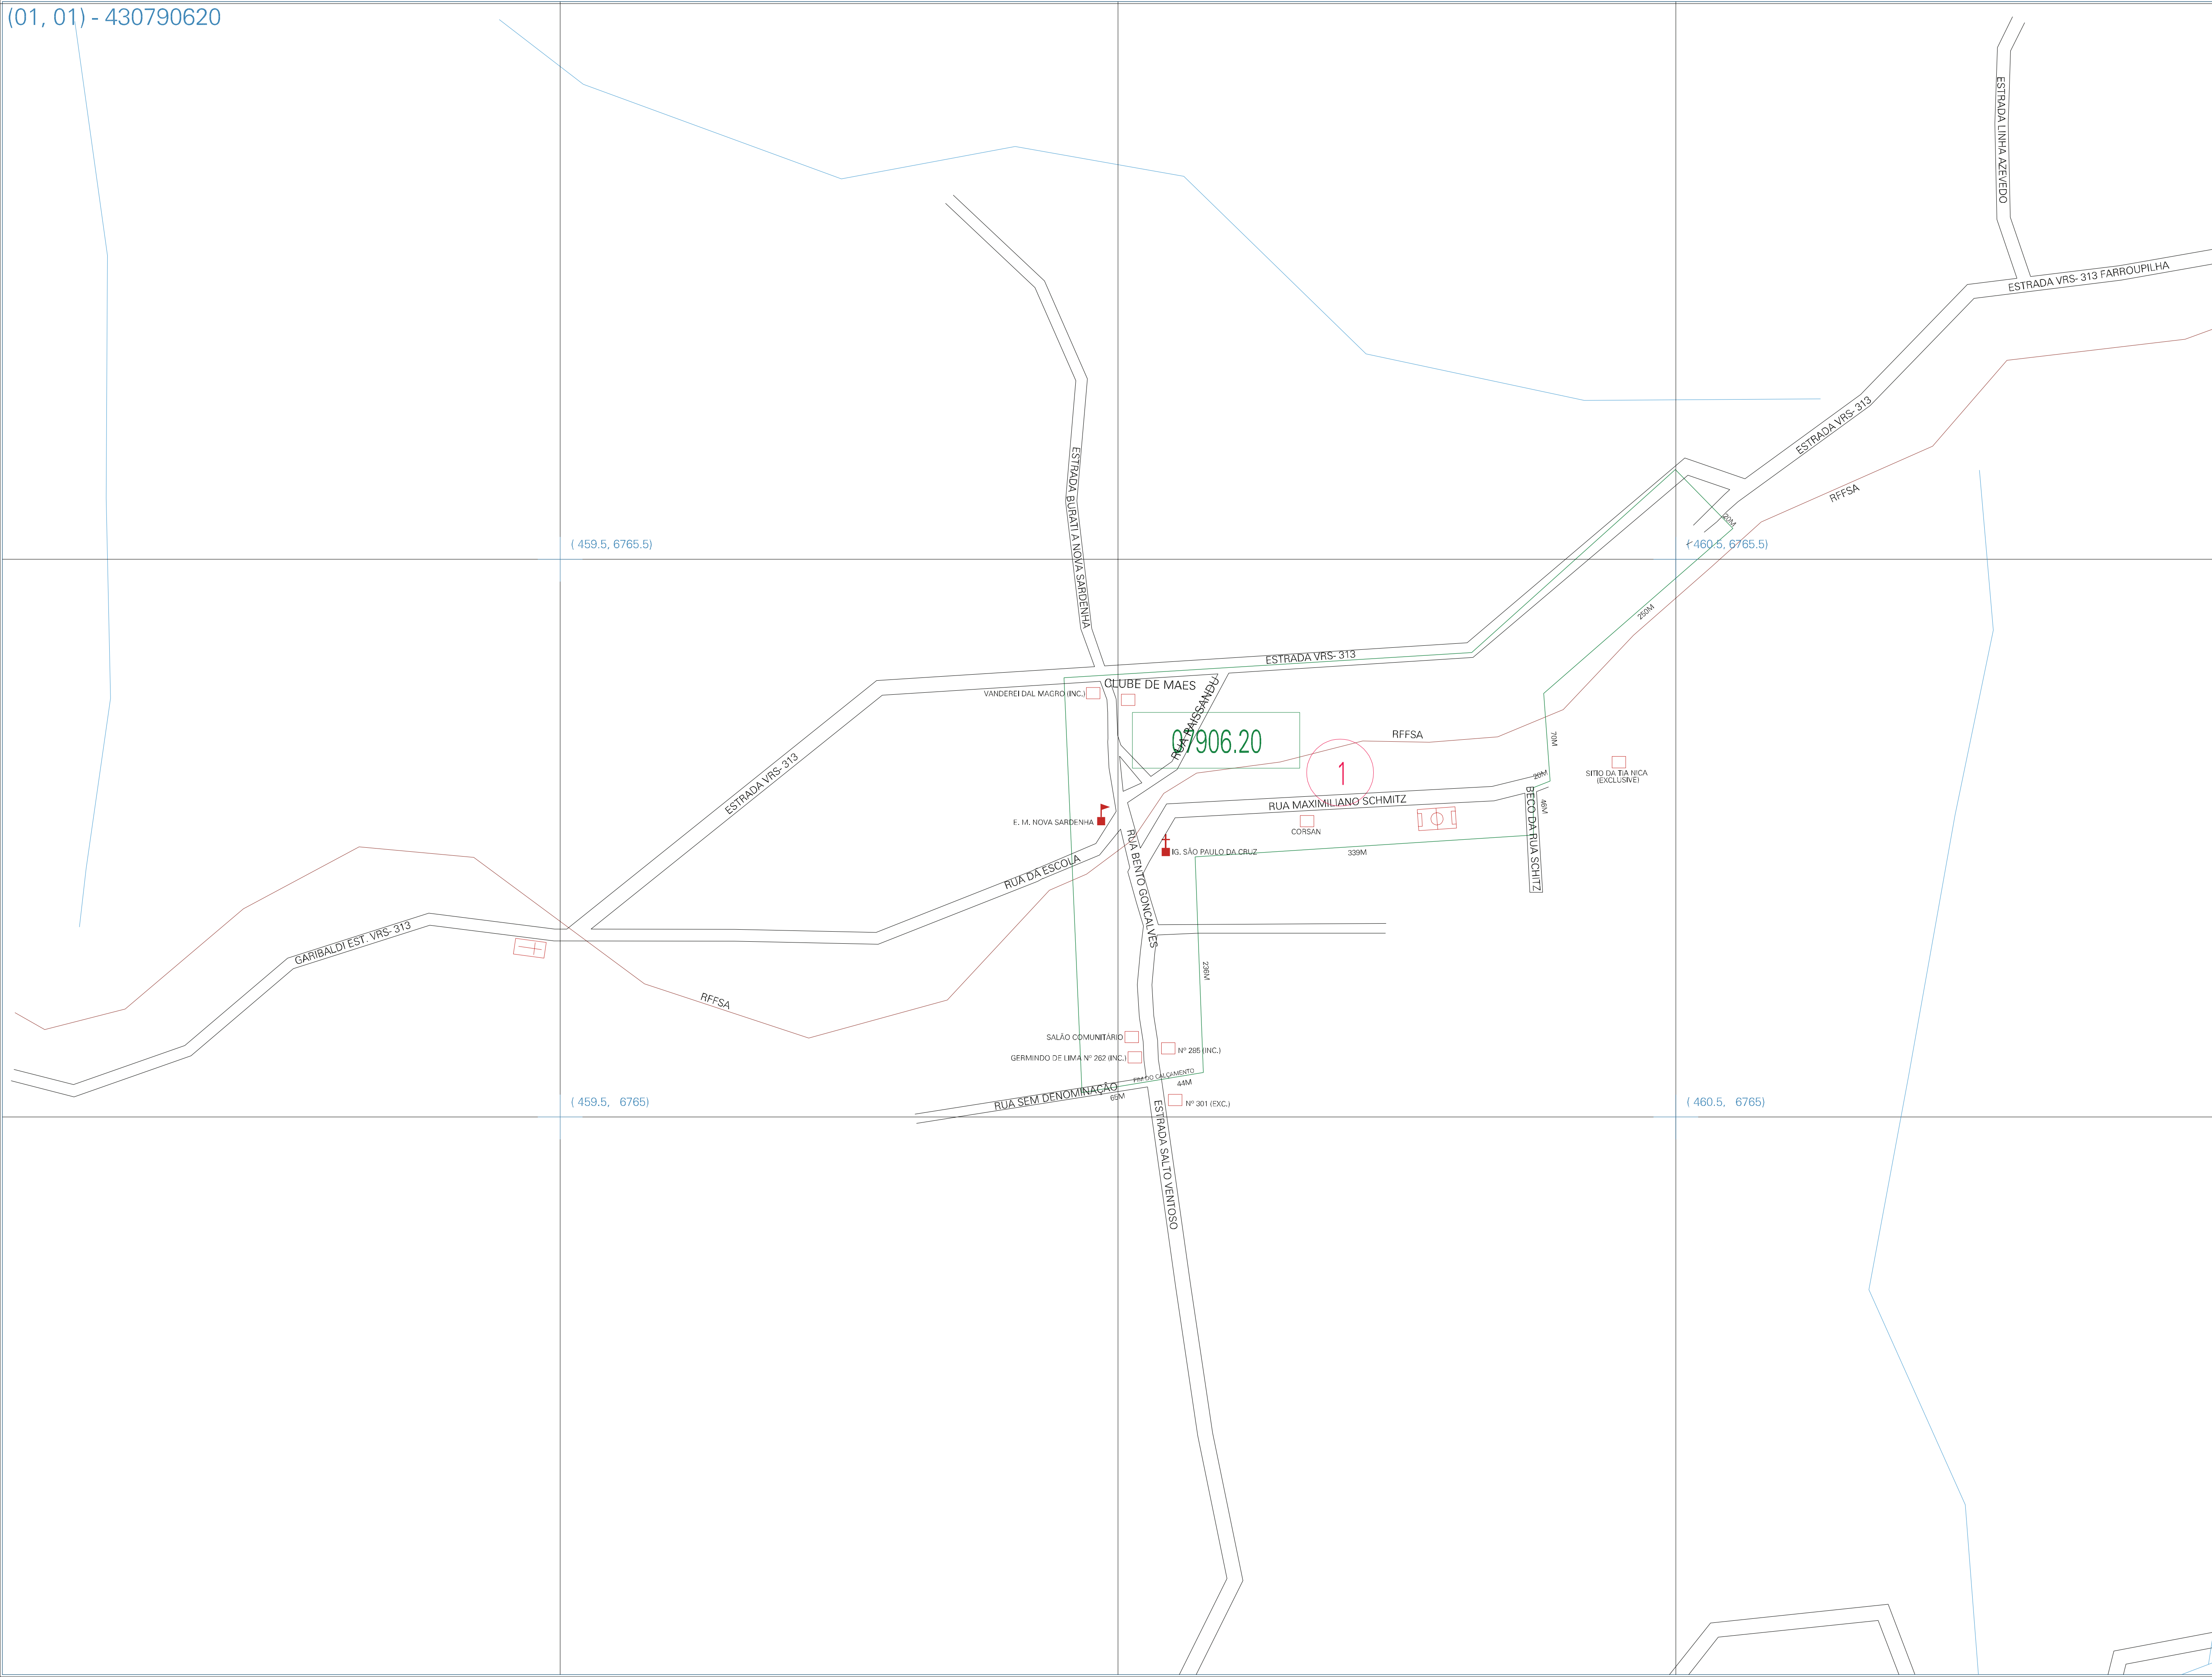 (01, 01) - 430790620
ESTRADA LINHA AZEVEDO
ESTRADA VRS- 313 FARROUPILHA
ESTRADA VRS- 313
RFFSA
ESTRADA BURATI A NOVA SARDENHA
20M
( 459.5, 6765.5)
( 460.5, 6765.5)
250M
ESTRADA VRS- 313
CLUBE DE MAES
VANDEREI DAL MAGRO (INC.)
RUA PAISSANDU
07906.20
RFFSA
70M
1
20M
SITIO DA TIA NICA
(EXCLUSIVE)
ESTRADA VRS- 313
RUA MAXIMILIANO SCHMITZ
46M
BECO DA RUA SCHITZ
E. M. NOVA SARDENHA
CORSAN
IG. SÃO PAULO DA CRUZ
339M
RUA DA ESCOLA
RUA BENTO GONCALVES
GARIBALDI EST. VRS- 313
236M
RFFSA
SALÃO COMUNITÁRIO
Nº 285 (INC.)
GERMINDO DE LIMA Nº 262 (INC.)
FIM DO CALÇAMENTO
44M
RUA SEM DENOMINAÇÃO
65M
Nº 301 (EXC.)
( 459.5, 6765)
( 460.5, 6765)
ESTRADA SALTO VENTOSO